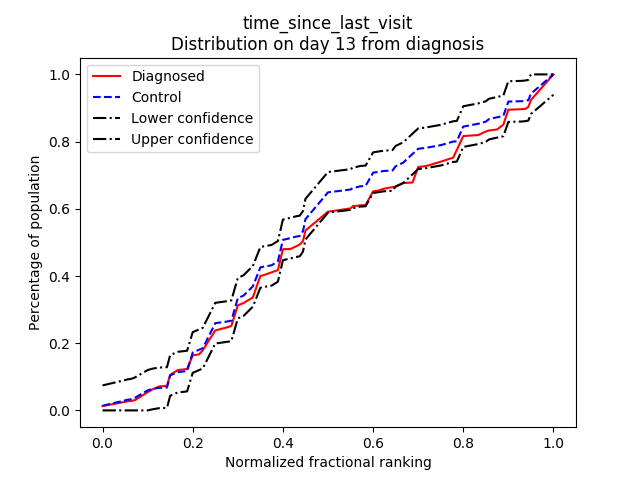 time_since_last_visit
Distribution on day 13 from diagnosis
Diagnosed
Control
Lower confidence
Upper confidence
Percentage of population
1.0
0.8
0.6
0.4
0.2
0.0
0.0 0.2 0.4 0.6 0.8 1.0
Normalized fractional ranking